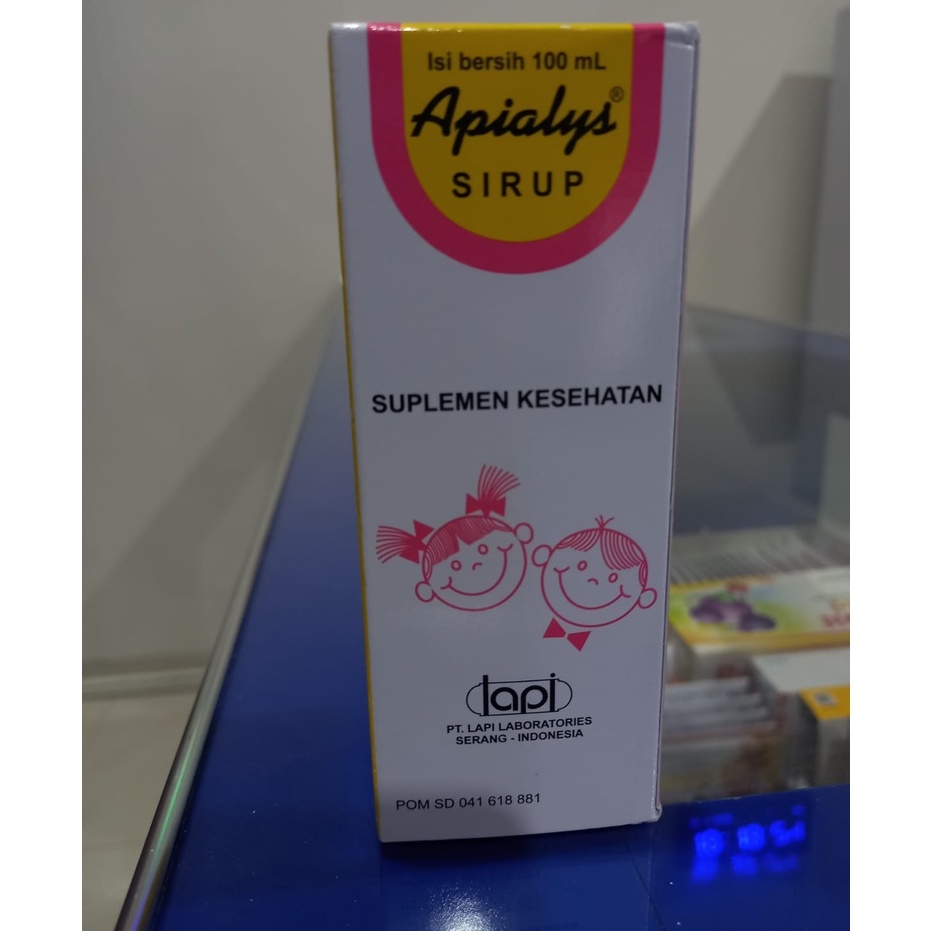 Isi bersih 100 mL
Apialys®
SIRUP
SUPLEMEN KESEHATAN
lapi
PT. LAPI LABORATORIES
SERANG - INDONESIA
POM SD 041 618 881